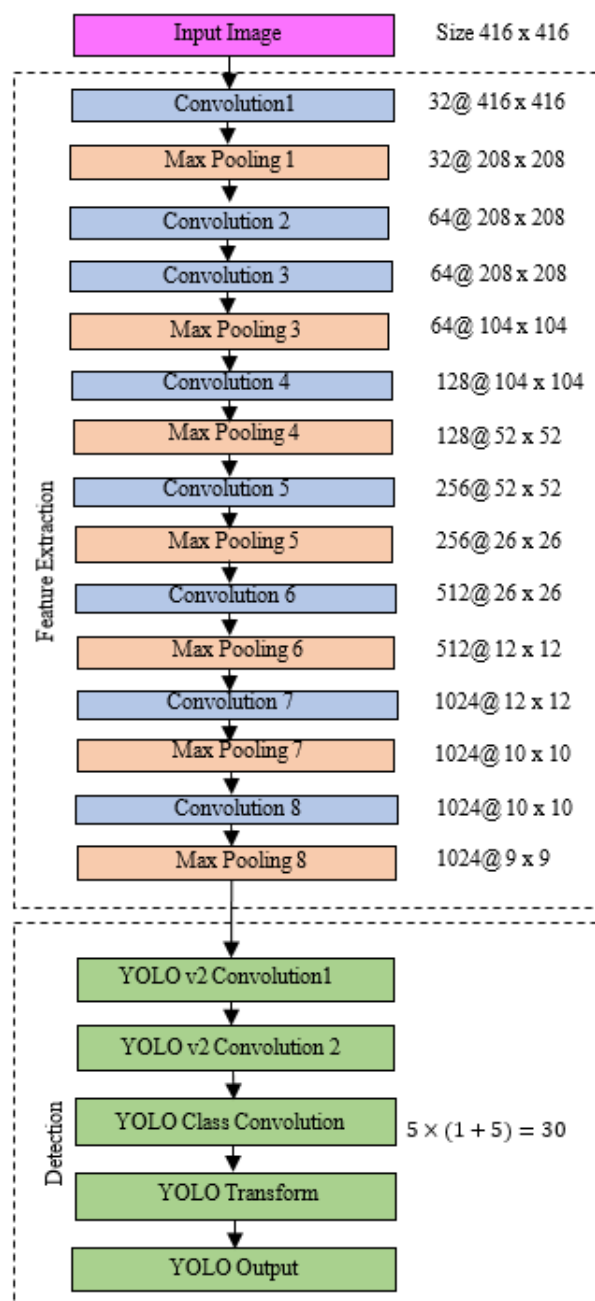 Input Image Size 416 x 416
Convolution1 32@ 416 x 416
Max Pooling 1 32@ 208 x 208
Convolution 2 64@ 208 x 208
Convolution 3 64@ 208 x 208
Max Pooling 3 64@ 104 x 104
Convolution 4 128@ 104 x 104
Max Pooling 4 128@ 52 x 52
Convolution 5 256@ 52 x 52
Max Pooling 5 256@ 26 x 26
Convolution 6 512@ 26 x 26
Max Pooling 6 512@ 12 x 12
Convolution 7 1024@ 12 x 12
Max Pooling 7 1024@ 10 x 10
Convolution 8 1024@ 10 x 10
Max Pooling 8 1024@ 9 x 9
Feature Extraction
YOLO v2 Convolution1
YOLO v2 Convolution 2
YOLO Class Convolution 5 × (1 + 5) = 30
YOLO Transform
YOLO Output
Detection